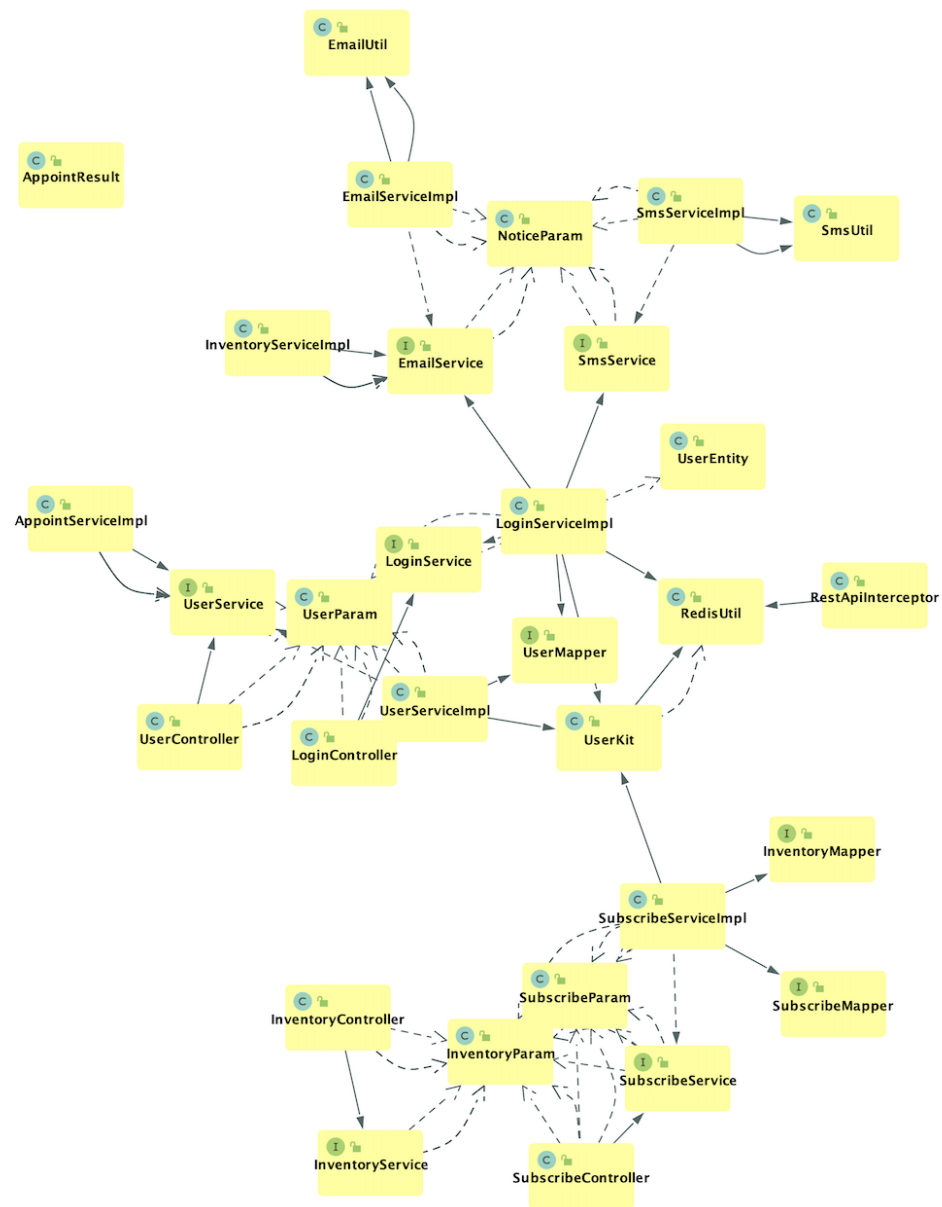 C
EmailUtil
C
AppointResult
C
EmailServiceImpl
C
SmsServiceImpl
C
SmsUtil
C
NoticeParam
C
InventoryServiceImpl
I
EmailService
I
SmsService
C
UserEntity
C
AppointServiceImpl
C
LoginServiceImpl
I
LoginService
C
RestApiInterceptor
I
UserService
C
UserParam
C
RedisUtil
I
UserMapper
C
UserServiceImpl
C
UserController
C
LoginController
C
UserKit
I
InventoryMapper
C
SubscribeServiceImpl
C
SubscribeParam
I
SubscribeMapper
C
InventoryController
C
InventoryParam
I
SubscribeService
I
InventoryService
C
SubscribeController